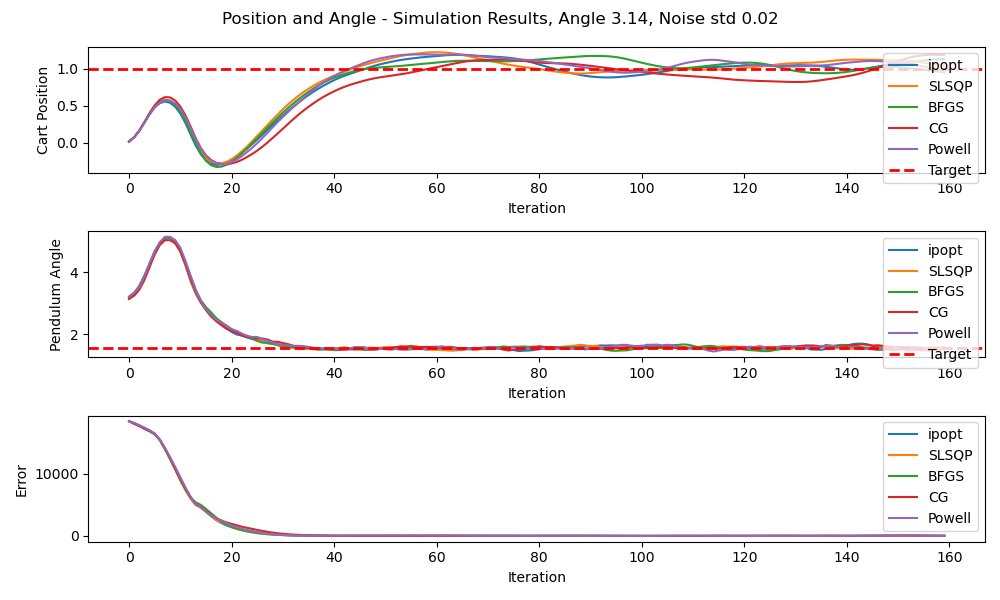 Position and Angle - Simulation Results, Angle 3.14, Noise std 0.02
Cart Position
1.0
0.5
0.0
ipopt
SLSQP
BFGS
CG
Powell
Target
0 20 40 60 80 100 120 140 160
Iteration
Pendulum Angle
4
2
ipopt
SLSQP
BFGS
CG
Powell
Target
0 20 40 60 80 100 120 140 160
Iteration
Error
10000
0
ipopt
SLSQP
BFGS
CG
Powell
0 20 40 60 80 100 120 140 160
Iteration